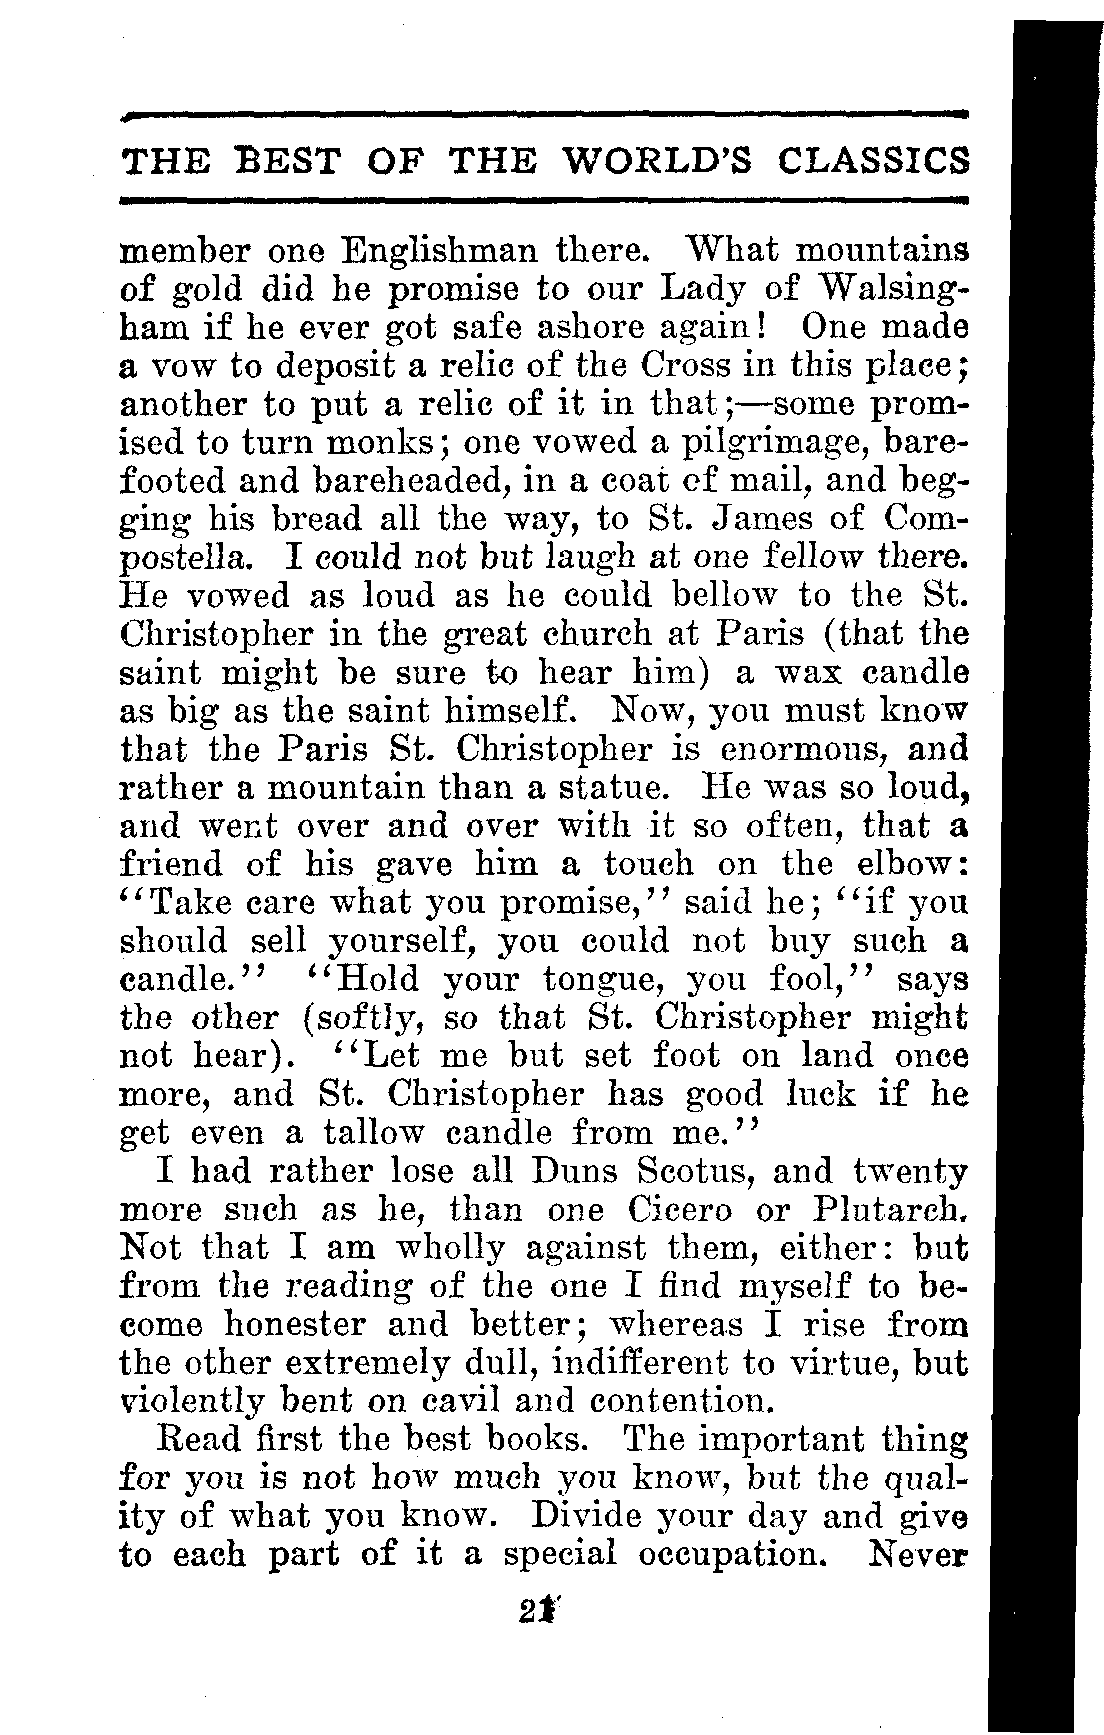 THE BEST OF THE WORLD'S CLASSICS
member one Englishman there. What mountains
of gold did he promise to our Lady of Walsing-
ham if he ever got safe ashore again! One made
a vow to deposit a relic of the Cross in this place;
another to put a relic of it in that;—some prom-
ised to turn monks; one vowed a pilgrimage, bare-
footed and bareheaded, in a coat of mail, and beg-
ging his bread all the way, to St. James of Com-
postella. I could not but laugh at one fellow there.
He vowed as loud as he could bellow to the St.
Christopher in the great church at Paris (that the
saint might be sure to hear him) a wax candle
as big as the saint himself. Now, you must know
that the Paris St. Christopher is enormous, and
rather a mountain than a statue. He was so loud,
and went over and over with it so often, that a
friend of his gave him a touch on the elbow:
"Take care what you promise," said he; "if you
should sell yourself, you could not buy such a
candle." "Hold your tongue, you fool," says
the other (softly, so that St. Christopher might
not hear). "Let me but set foot on land once
more, and St. Christopher has good luck if he
get even a tallow candle from me."
I had rather lose all Duns Scotus, and twenty
more such as he, than one Cicero or Plutarch.
Not that I am wholly against them, either: but
from the reading of the one I find myself to be-
come honester and better; whereas I rise from
the other extremely dull, indifferent to virtue, but
violently bent on cavil and contention.
Read first the best books. The important thing
for you is not how much you know, but the qual-
ity of what you know. Divide your day and give
to each part of it a special occupation. Never
21